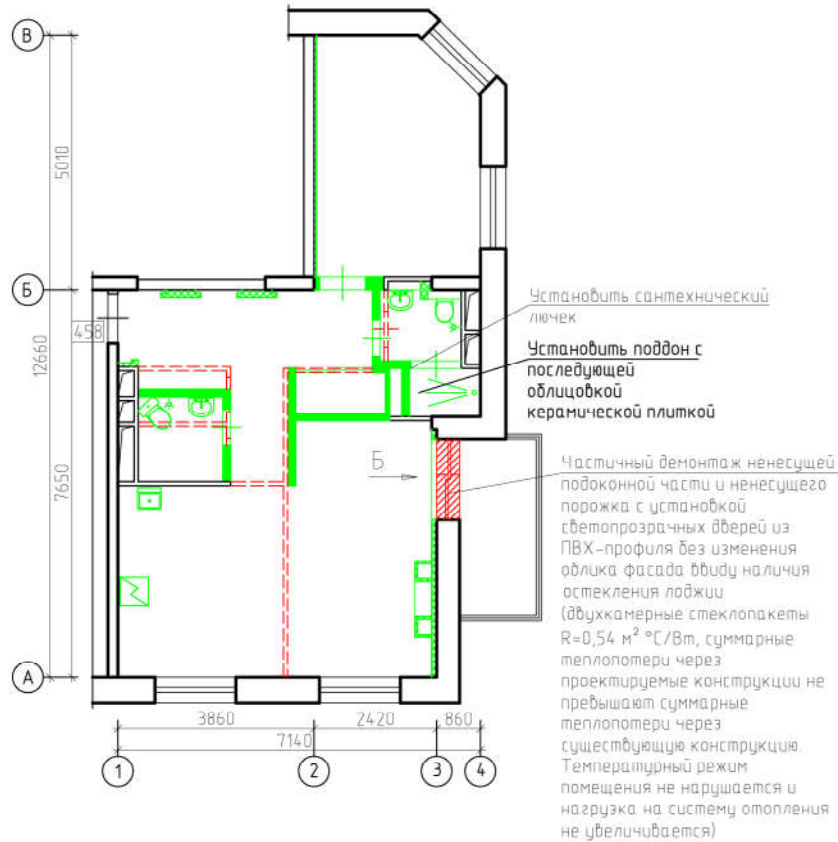 В
5010
Б
458
12660
Установить сантехнический
лючек
Установить поддон с
последующей
облицовкой
керамической плиткой
Б
7650
Частичный демонтаж ненесущей
подоконной части и ненесущего
порожка с установкой
светопрозрачных дверей из
ПВХ-профиля без изменения
облика фасада ввиду наличия
остекления лоджии
(двухкамерные стеклопакеты
R=0,54 м² °С/Вт, суммарные
теплопотери через
проектируемые конструкции не
превышают суммарные
теплопотери через
существующую конструкцию.
Температурный режим
помещения не нарушается и
нагрузка на систему отопления
не увеличивается)
А
3860
2420
860
7140
1
2
3
4